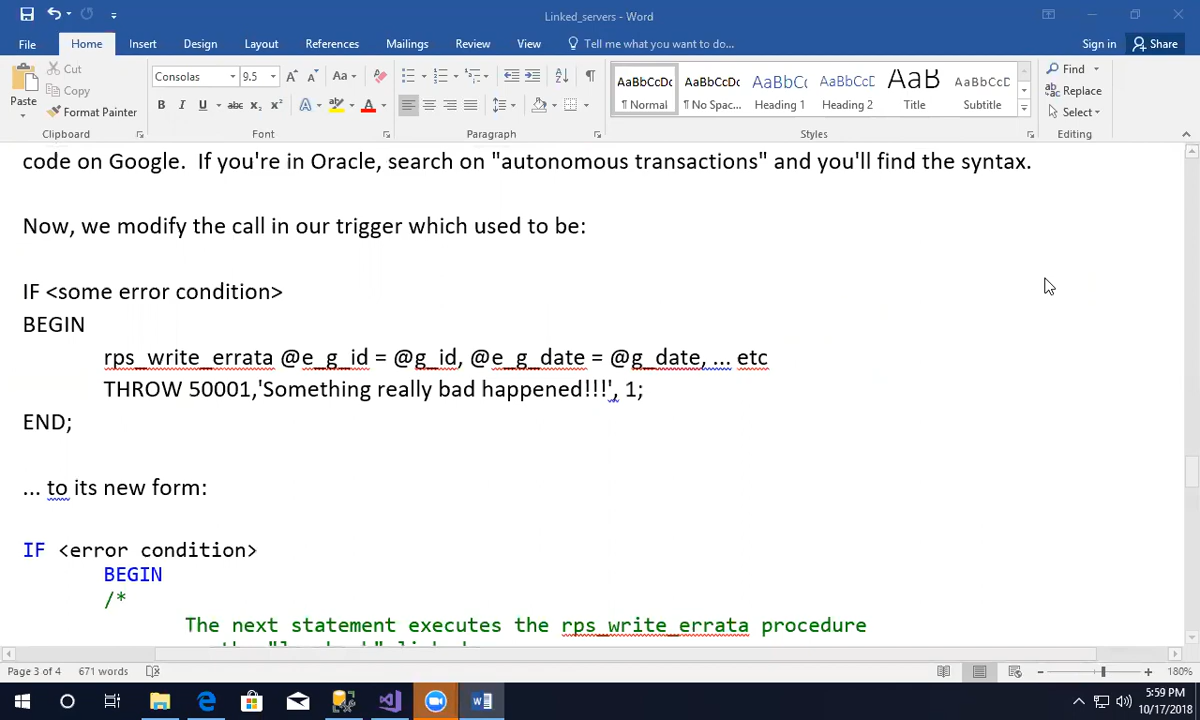 Linked_servers - Word
File Home Insert Design Layout References Mailings Review View Tell me what you want to do... Sign in Share
Paste Cut Copy Format Painter
Consolas 9.5
AaBbCcDc AaBbCcDc AaBbCc AaBbCcD AaB AaBbCcD
¶ Normal ¶ No Spac... Heading 1 Heading 2 Title Subtitle
Find Replace Select
Clipboard Font Paragraph Styles Editing
code on Google. If you're in Oracle, search on "autonomous transactions" and you'll find the syntax.
Now, we modify the call in our trigger which used to be:
IF <some error condition>
BEGIN
rps_write_errata @e_g_id = @g_id, @e_g_date = @g_date, ... etc
THROW 50001,'Something really bad happened!!!', 1;
END;
... to its new form:
IF <error condition>
BEGIN
/*
The next statement executes the rps_write_errata procedure
Page 3 of 4 671 words 180%
5:59 PM
10/17/2018